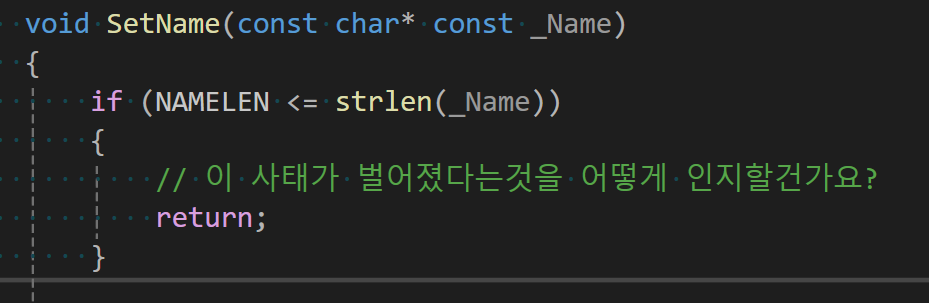 void SetName(const char* const _Name)
{
if (NAMELEN <= strlen(_Name))
{
// 이 사태가 벌어졌다는것을 어떻게 인지할건가요?
return;
}